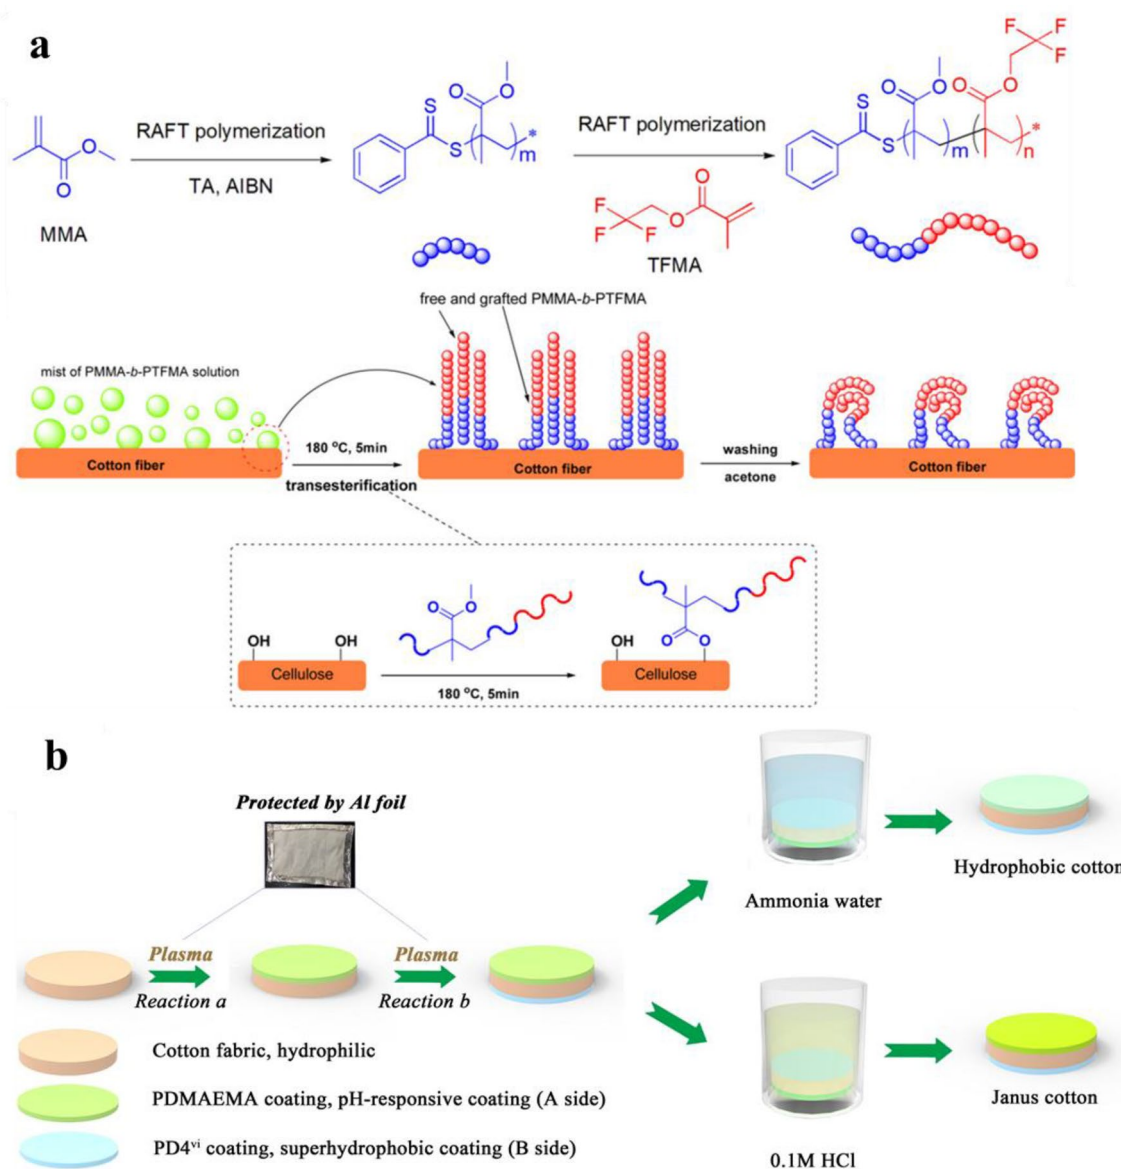 a
RAFT polymerization
TA, AIBN
MMA
O
O
S
S
O
O
m
*
RAFT polymerization
F
F
F
O
O
TFMA
S
S
O
O
m
O
O
F
F
F
n
*
free and grafted PMMA-b-PTFMA
mist of PMMA-b-PTFMA solution
Cotton fiber
180 °C, 5min
transesterification
Cotton fiber
washing
acetone
Cotton fiber
OH
OH
Cellulose
O
O
180 °C, 5min
OH
O
O
Cellulose
b
Protected by Al foil
Plasma
Reaction a
Plasma
Reaction b
Ammonia water
Hydrophobic cotton
Cotton fabric, hydrophilic
PDMAEMA coating, pH-responsive coating (A side)
PD4ᵛⁱ coating, superhydrophobic coating (B side)
0.1M HCl
Janus cotton